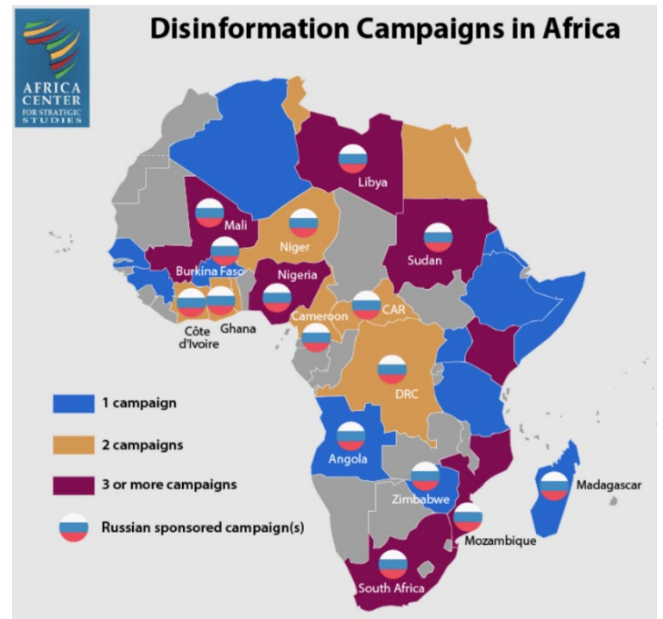 Disinformation Campaigns in Africa
AFRICA
CENTER
FOR STRATEGIC
STUDIES
Libya
Mali
Niger
Sudan
Burkina Faso
Nigeria
Cameroon
CAR
Côte
d'Ivoire
Ghana
DRC
1 campaign
2 campaigns
3 or more campaigns
Russian sponsored campaign(s)
Angola
Zimbabwe
Madagascar
Mozambique
South Africa